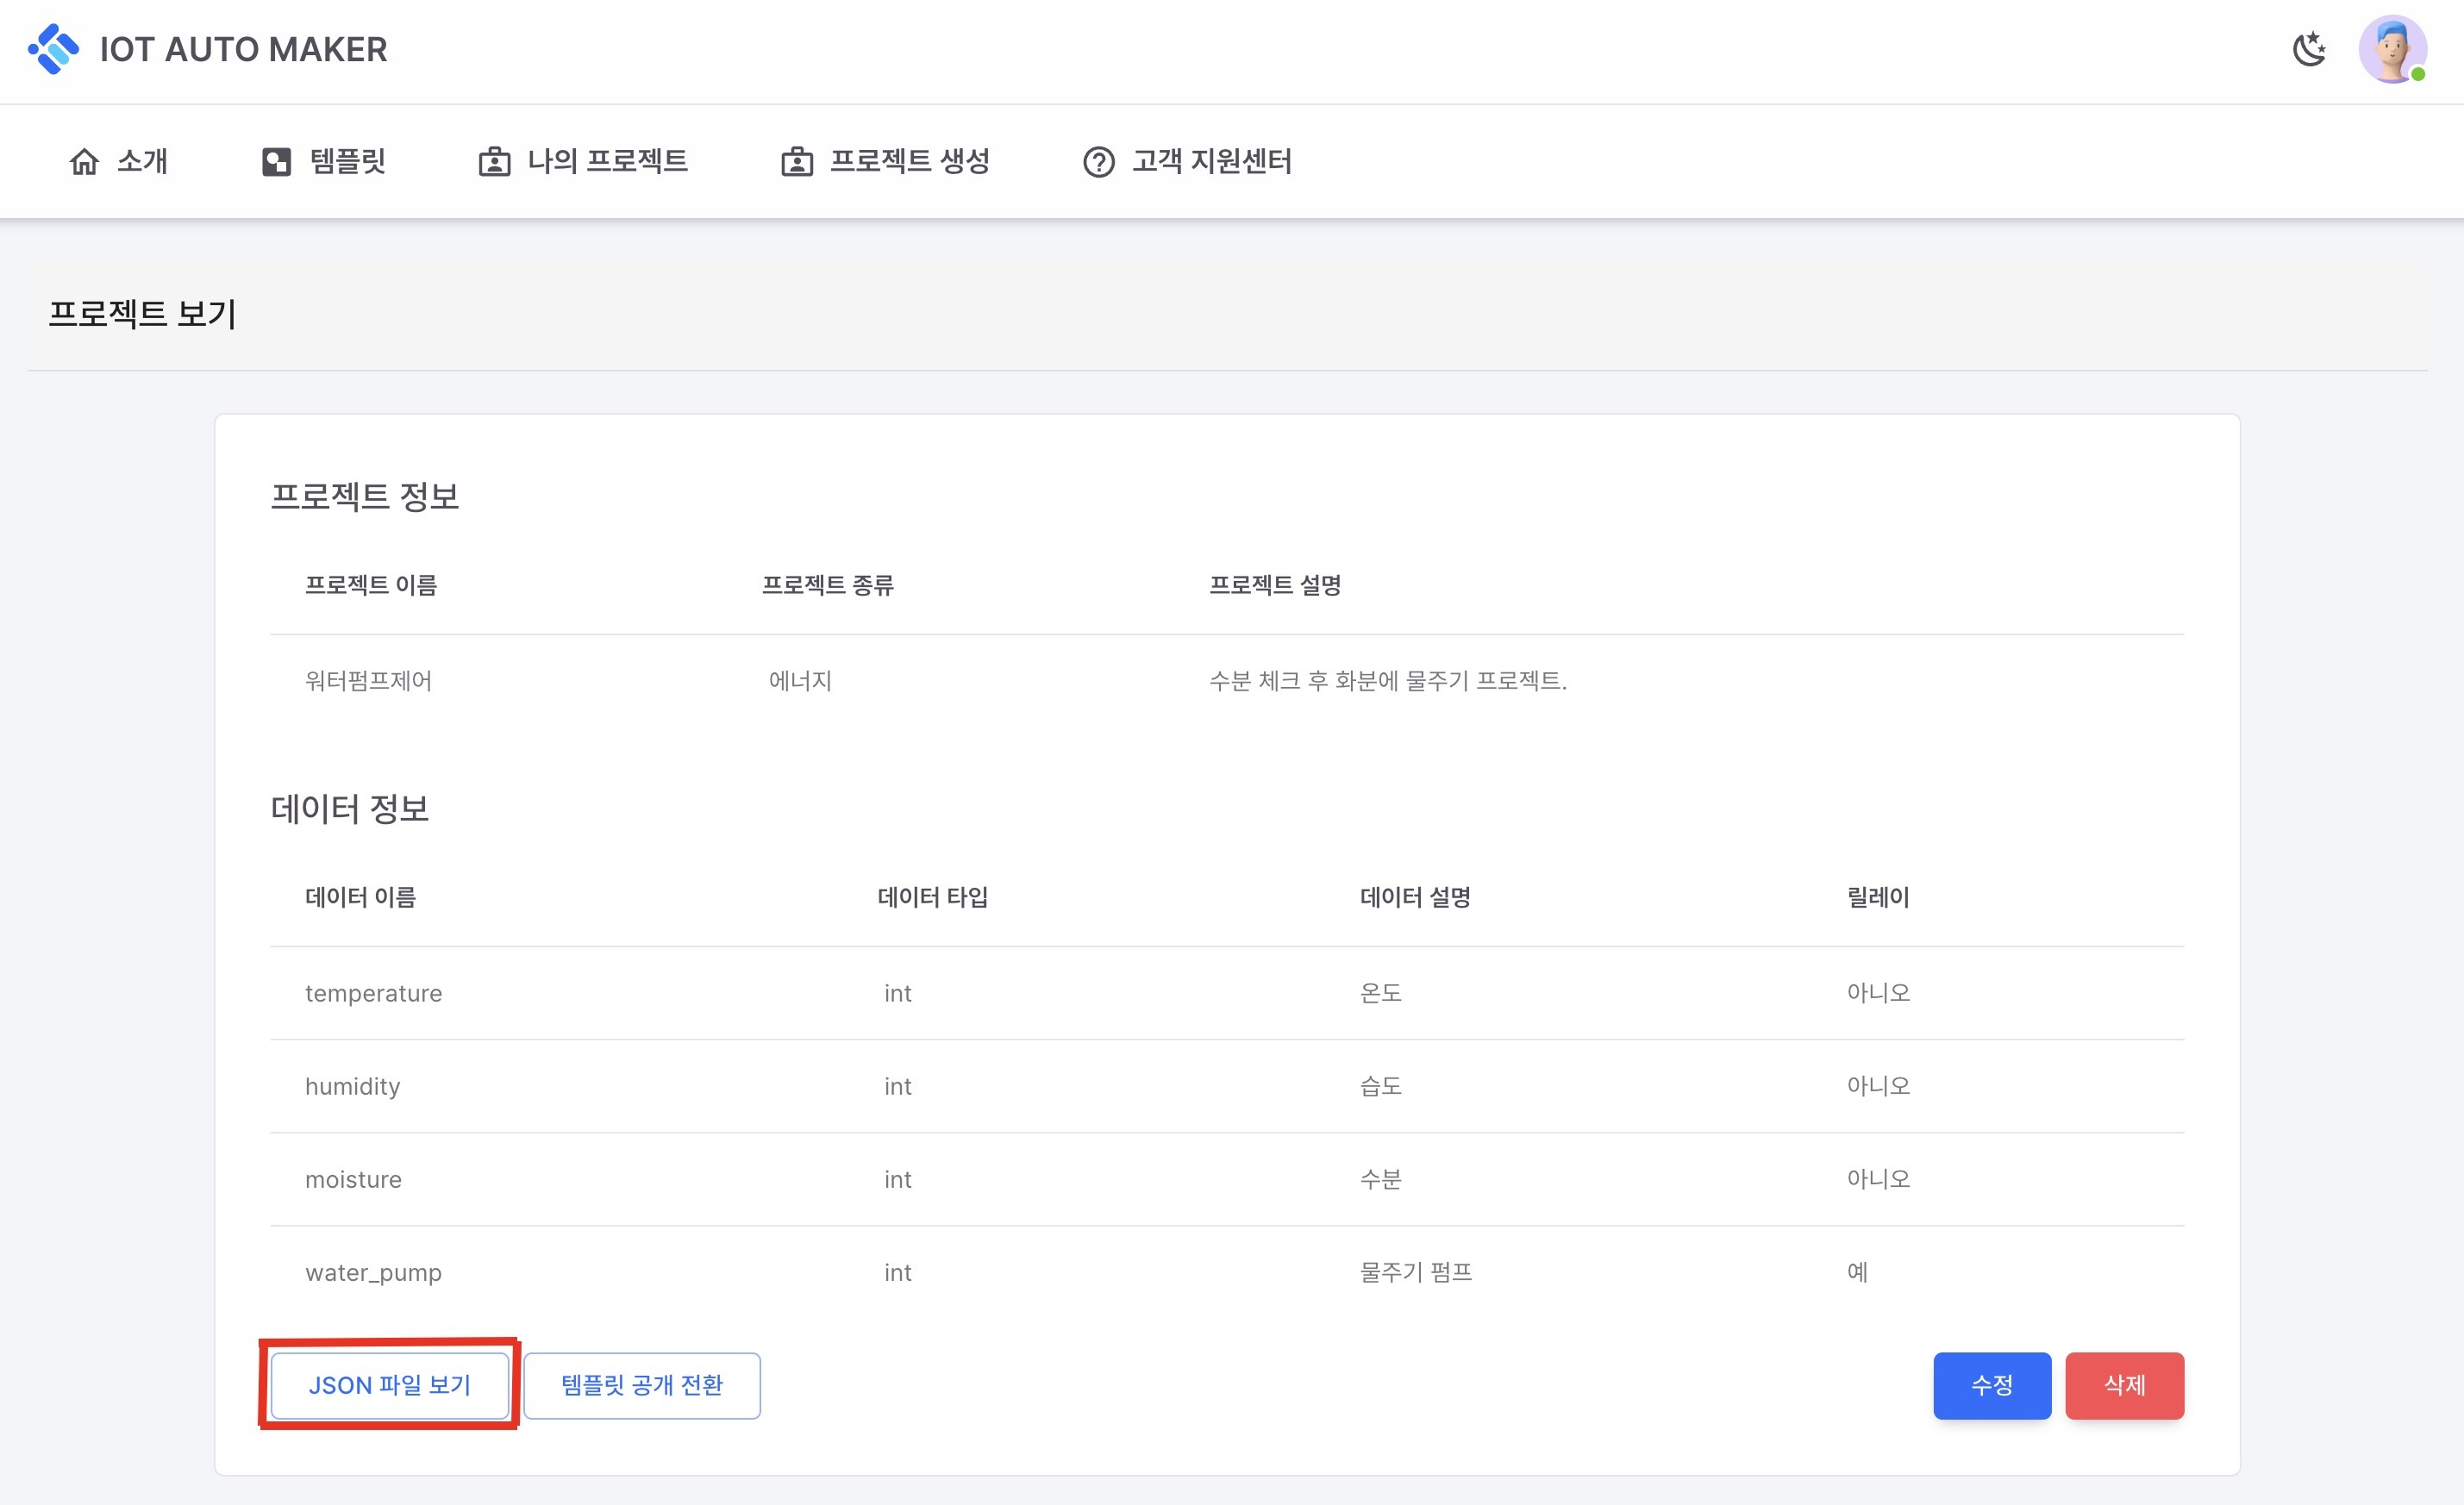 IOT AUTO MAKER
소개 템플릿 나의 프로젝트 프로젝트 생성 고객 지원센터
프로젝트 보기
프로젝트 정보
프로젝트 이름 프로젝트 종류 프로젝트 설명
워터펌프제어 에너지 수분 체크 후 화분에 물주기 프로젝트.
데이터 정보
데이터 이름 데이터 타입 데이터 설명 릴레이
temperature int 온도 아니오
humidity int 습도 아니오
moisture int 수분 아니오
water_pump int 물주기 펌프 예
JSON 파일 보기 템플릿 공개 전환 수정 삭제